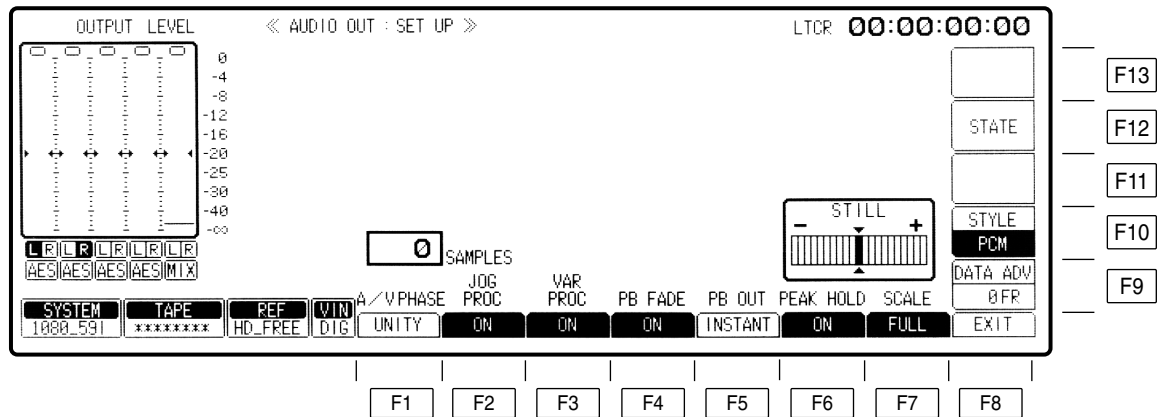 OUTPUT LEVEL
≪ AUDIO OUT : SET UP ≫
LTCR 00:00:00:00
0
-4
-8
-12
-16
-20
-25
-30
-40
-∞
L R L R L R L R L R
AES AES AES AES MIX
SYSTEM TAPE REF VIN
1080_59I ******** HD_FREE DIG
0 SAMPLES
STILL
- +
A/V PHASE
UNITY
JOG
PROC
ON
VAR
PROC
ON
PB FADE
ON
PB OUT
INSTANT
PEAK HOLD
ON
SCALE
FULL
STATE
STYLE
PCM
DATA ADV
0FR
EXIT
F13
F12
F11
F10
F9
F1 F2 F3 F4 F5 F6 F7 F8